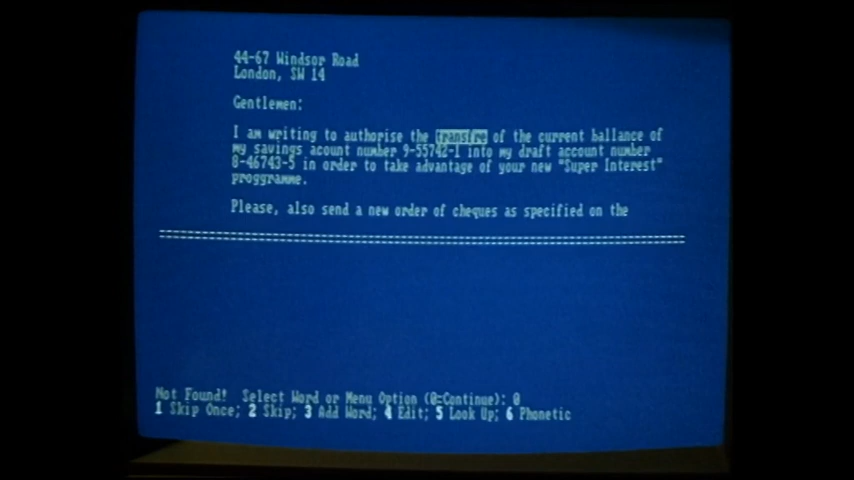 44-67 Windsor Road
London, SW 14
Gentlemen:
I am writing to authorise the transfre of the current ballance of
my savings acount number 9-55742-1 into my draft account number
8-46743-5 in order to take advantage of your new "Super Interest"
proggramme.
Please, also send a new order of cheques as specified on the
Not Found! Select Word or Menu Option (0=Continue): 0
1 Skip Once; 2 Skip; 3 Add Word; 4 Edit; 5 Look Up; 6 Phonetic